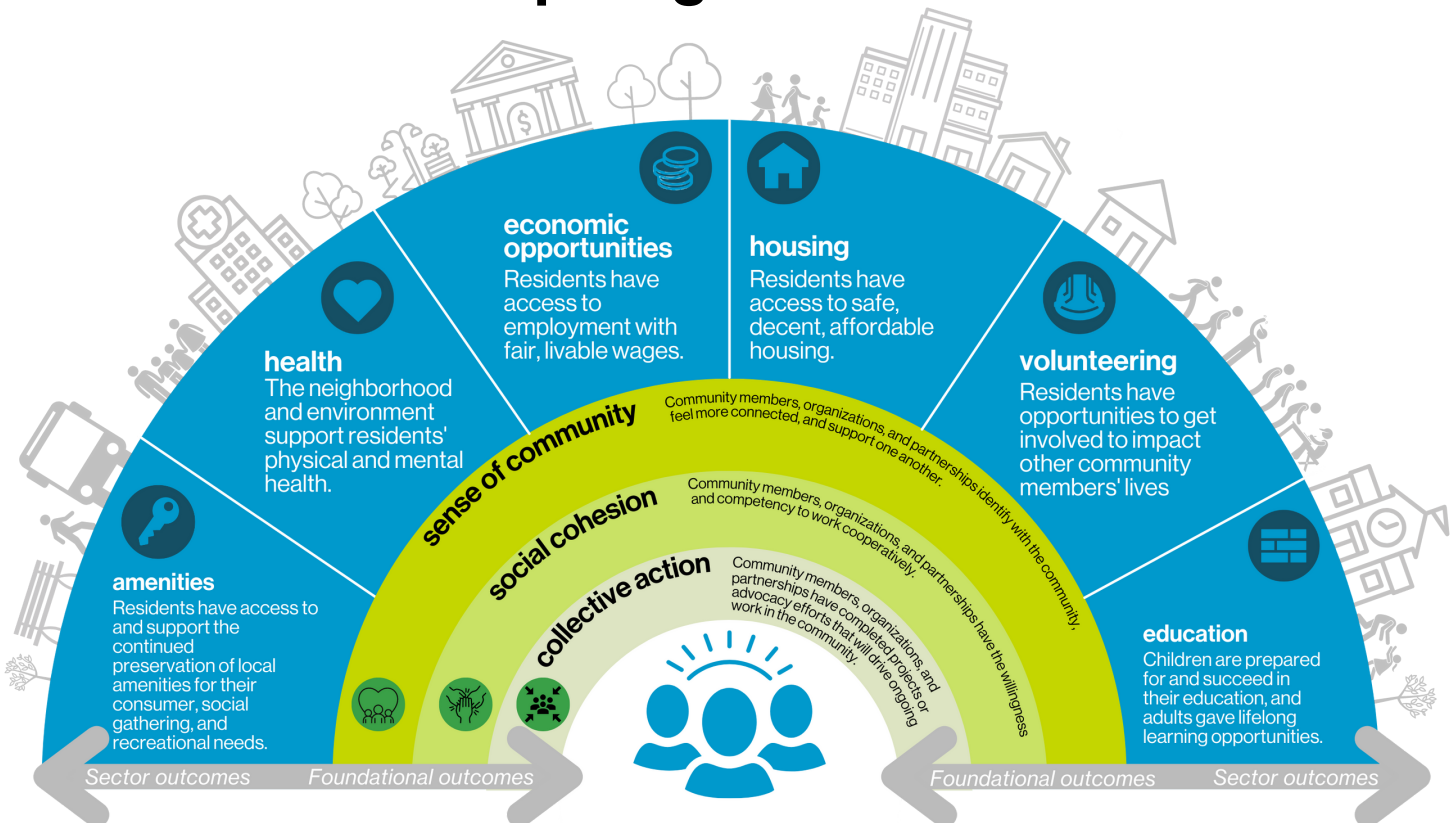 economic
opportunities
Residents have
access to
employment with
fair, livable wages.
housing
Residents have
access to safe,
decent, affordable
housing.
health
The neighborhood
and environment
support residents'
physical and mental
health.
volunteering
Residents have
opportunities to get
involved to impact
other community
members' lives
amenities
Residents have access to
and support the
continued
preservation of local
amenities for their
consumer, social
gathering, and
recreational needs.
education
Children are prepared
for and succeed in
their education, and
adults gave lifelong
learning opportunities.
sense of community
Community members, organizations, and partnerships identify with the community,
feel more connected, and support one another.
social cohesion
Community members, organizations, and partnerships have the willingness
and competency to work cooperatively.
collective action
Community members, organizations, and
partnerships have completed projects or
advocacy efforts that will drive ongoing
work in the community.
$
Sector outcomes
Foundational outcomes
Foundational outcomes
Sector outcomes